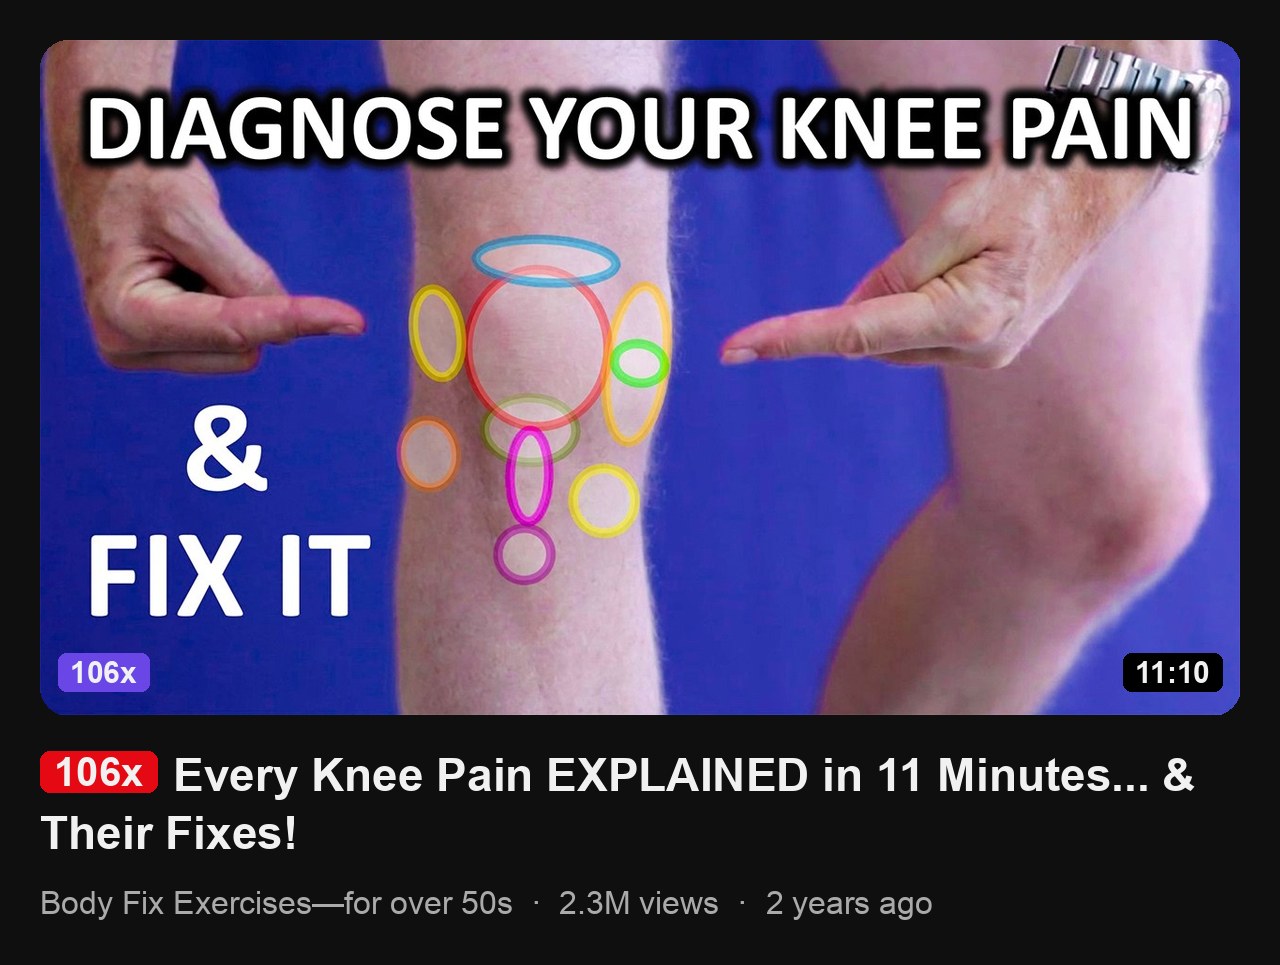 DIAGNOSE YOUR KNEE PAIN
&
FIX IT
106x
11:10
106x Every Knee Pain EXPLAINED in 11 Minutes... &
Their Fixes!
Body Fix Exercises—for over 50s · 2.3M views · 2 years ago